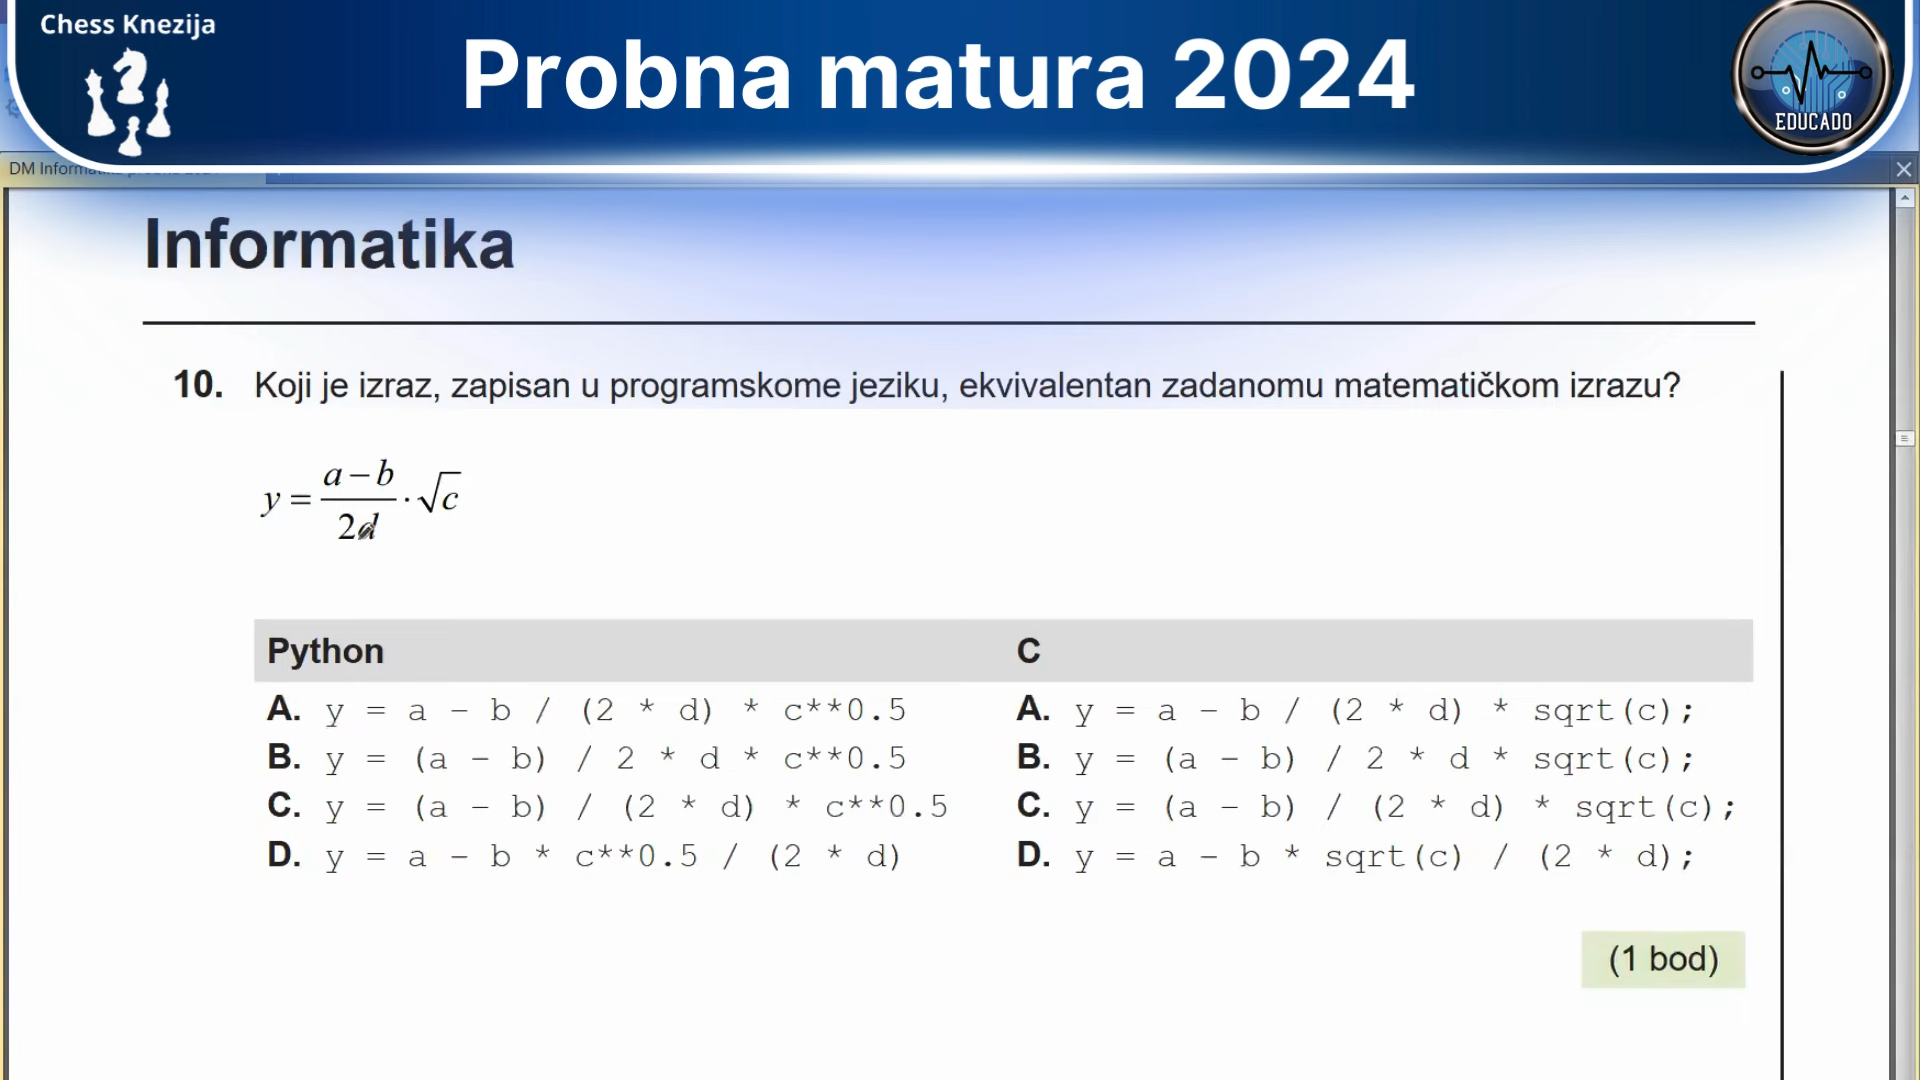 Chess Knezija
Probna matura 2024
EDUCADO
Informatika
10. Koji je izraz, zapisan u programskome jeziku, ekvivalentan zadanomu matematičkom izrazu?
y = (a − b) / 2d · √c
Python
A. y = a - b / (2 * d) * c**0.5
B. y = (a - b) / 2 * d * c**0.5
C. y = (a - b) / (2 * d) * c**0.5
D. y = a - b * c**0.5 / (2 * d)
C
A. y = a - b / (2 * d) * sqrt(c);
B. y = (a - b) / 2 * d * sqrt(c);
C. y = (a - b) / (2 * d) * sqrt(c);
D. y = a - b * sqrt(c) / (2 * d);
(1 bod)